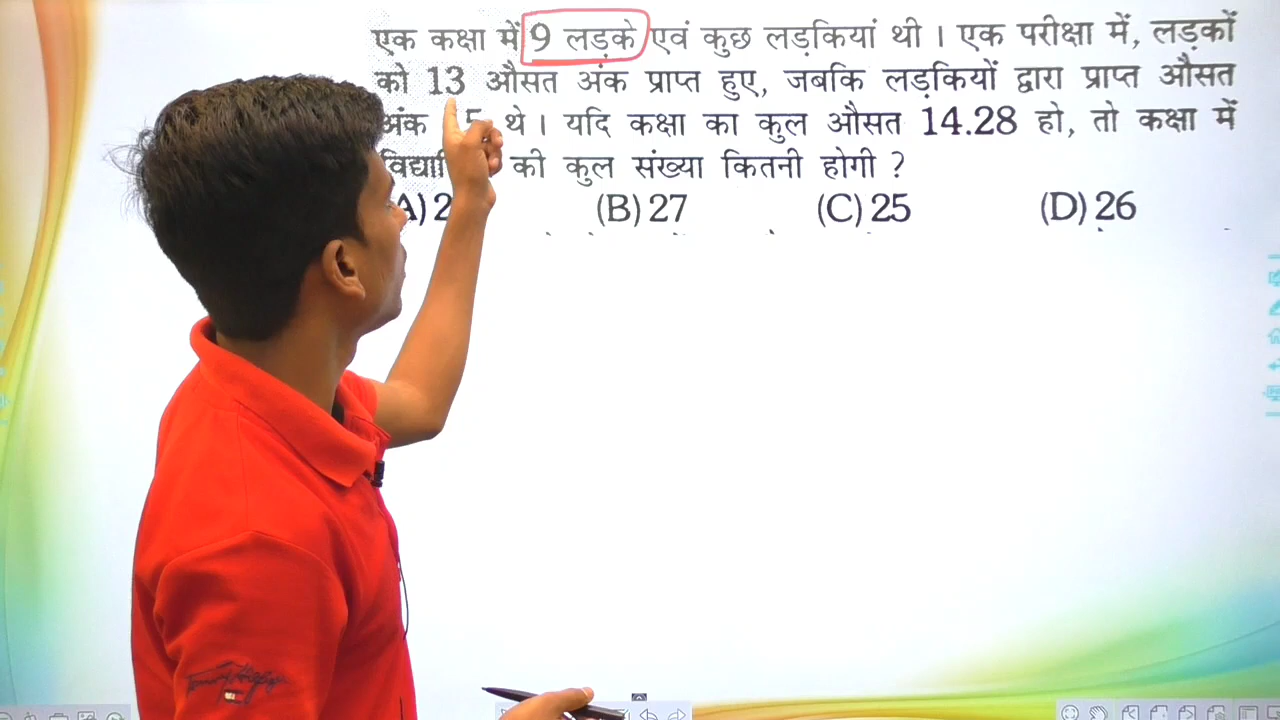 एक कक्षा में 9 लड़के एवं कुछ लड़कियां थी । एक परीक्षा में, लड़कों
को 13 औसत अंक प्राप्त हुए, जबकि लड़कियों द्वारा प्राप्त औसत
अंक थे । यदि कक्षा का कुल औसत 14.28 हो, तो कक्षा में
की कुल संख्या कितनी होगी ?
(B) 27 (C) 25 (D) 26